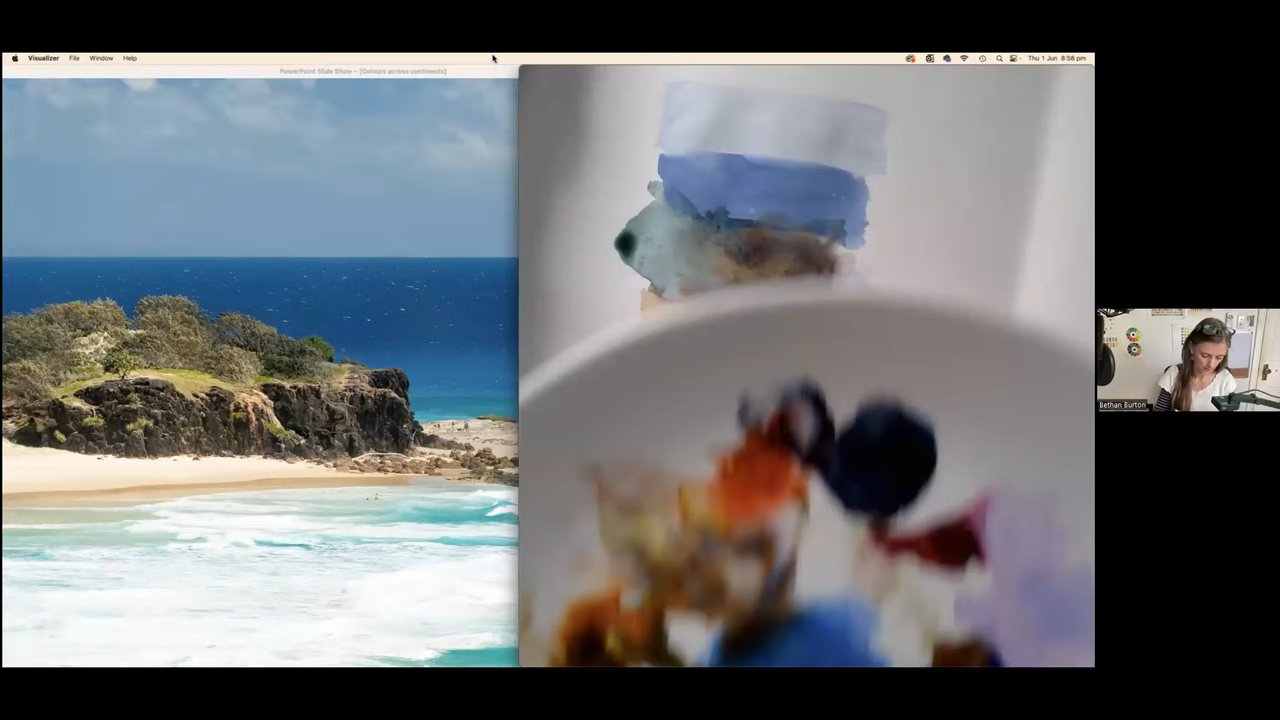 Visualizer File Window Help
Thu 1 Jun 8:58 pm
PowerPoint Slide Show - [Colours across continents]
Bethan Burton